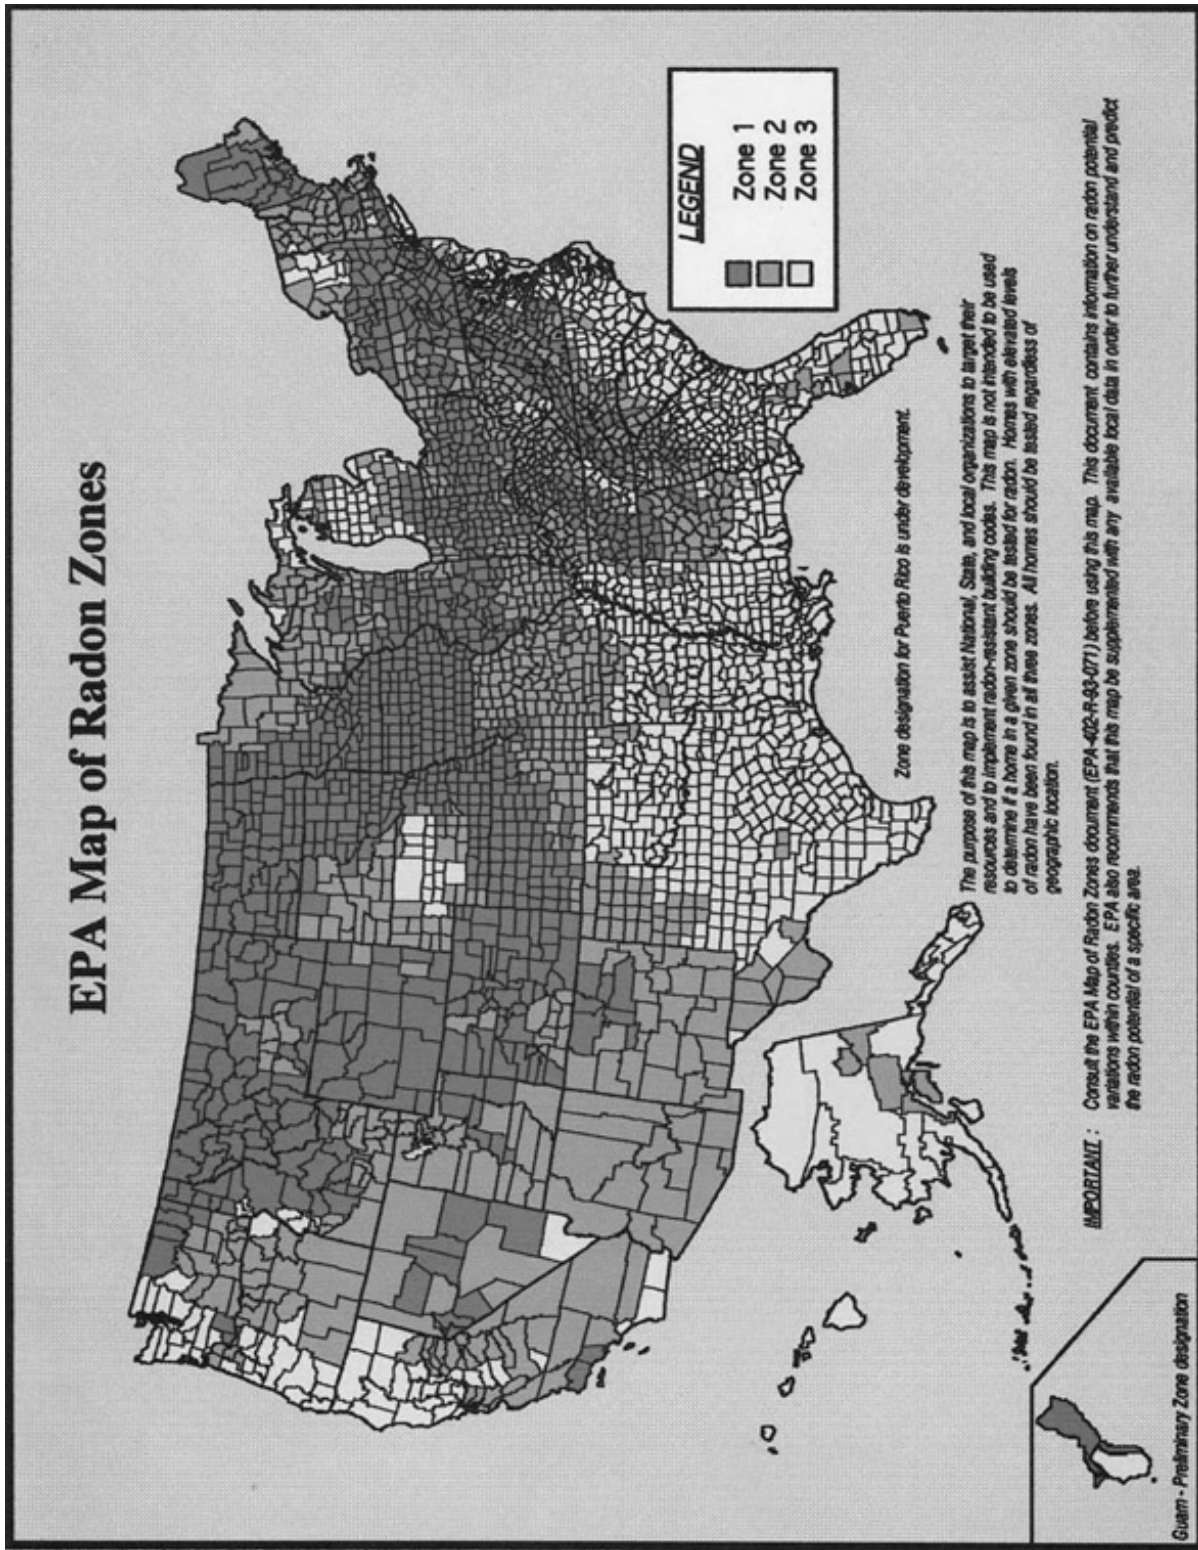 EPA Map of Radon Zones
LEGEND
Zone 1
Zone 2
Zone 3
Zone designation for Puerto Rico is under development.
The purpose of this map is to assist National, State, and local organizations to target their
resources and to implement radon-resistant building codes. This map is not intended to be used
to determine if a home in a given zone should be tested for radon. Homes with elevated levels
of radon have been found in all three zones. All homes should be tested regardless of
geographic location.
IMPORTANT : Consult the EPA Map of Radon Zones document (EPA-402-R-93-071) before using this map. This document contains information on radon potential
variations within counties. EPA also recommends that this map be supplemented with any available local data in order to further understand and predict
the radon potential of a specific area.
Guam - Preliminary Zone designation